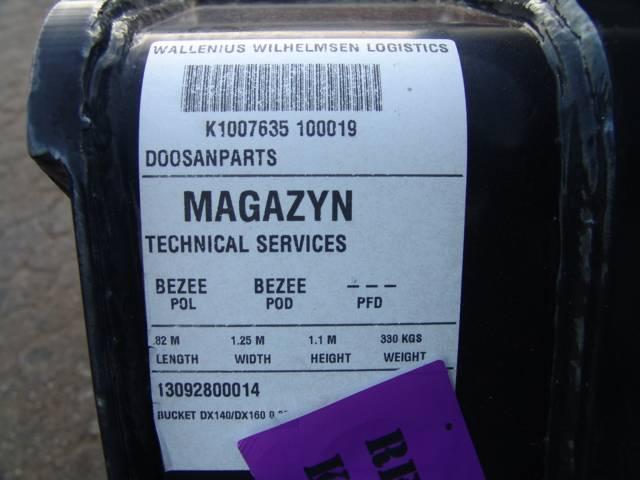 WALLENIUS WILHELMSEN LOGISTICS
K1007635 100019
DOOSANPARTS
MAGAZYN
TECHNICAL SERVICES
BEZEE BEZEE ---
POL POD PFD
.82 M 1.25 M 1.1 M 330 KGS
LENGTH WIDTH HEIGHT WEIGHT
13092800014
BUCKET DX140/DX160